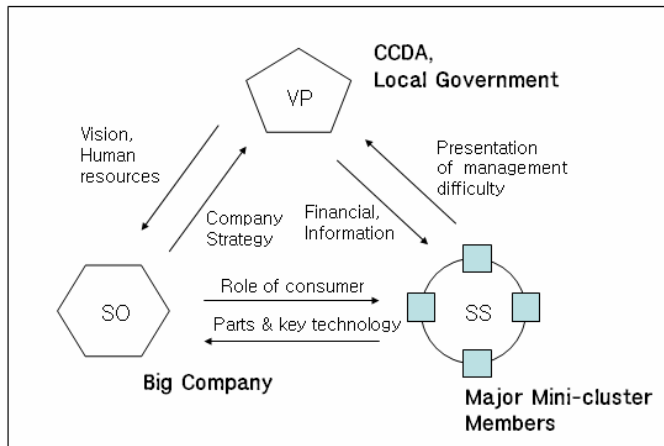 CCDA,
Local Government
VP
Vision,
Human
resources
Presentation
of management
difficulty
Company
Strategy
Financial,
Information
Role of consumer
SO
SS
Parts & key technology
Big Company
Major Mini-cluster
Members